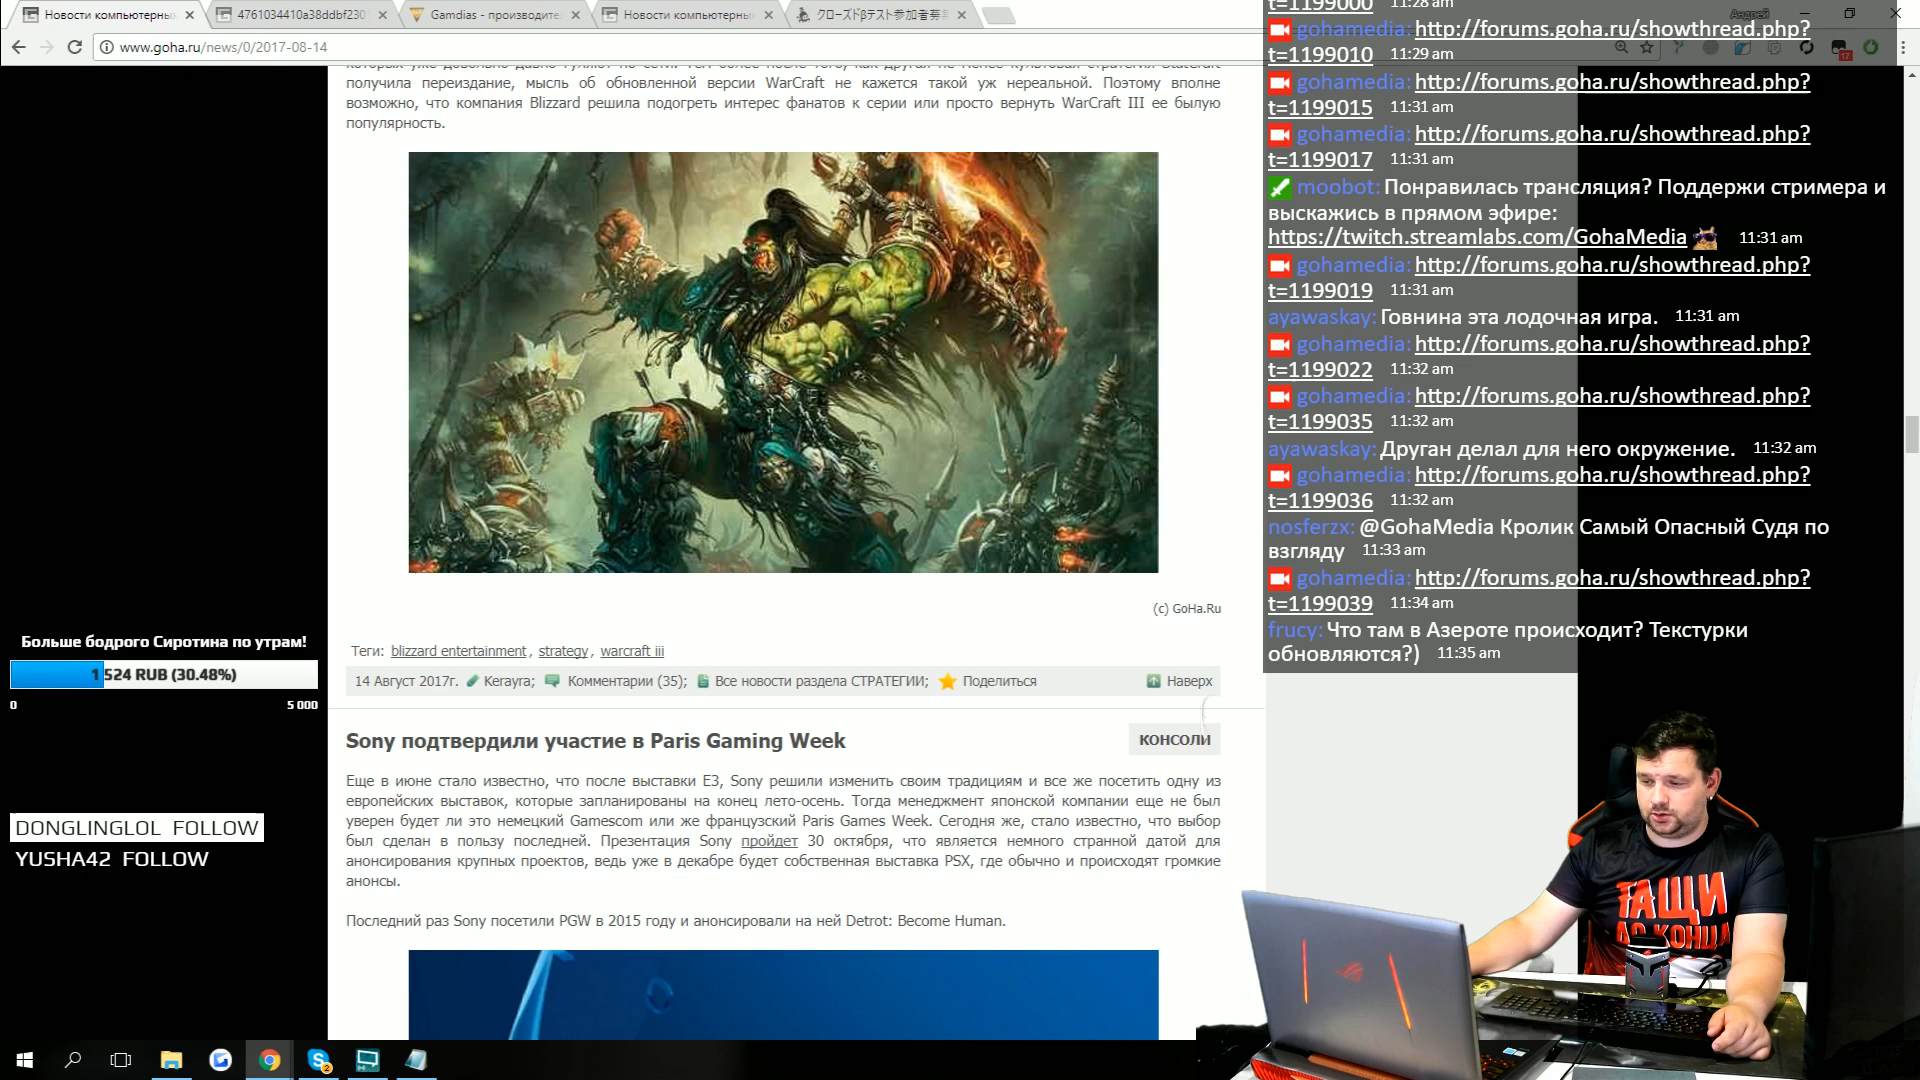 Новости компьютерных
4761034410a38ddbf230
Gamdias - производите
Новости компьютерны
クローズドβテスト参加者募
Андрей
www.goha.ru/news/0/2017-08-14
получила переиздание, мысль об обновленной версии WarCraft не кажется такой уж нереальной. Поэтому вполне
возможно, что компания Blizzard решила подогреть интерес фанатов к серии или просто вернуть WarCraft III ее былую
популярность.
(c) GoHa.Ru
Теги: blizzard entertainment, strategy, warcraft iii
14 Август 2017г. Kerayra; Комментарии (35); Все новости раздела СТРАТЕГИИ; Поделиться Наверх
Sony подтвердили участие в Paris Gaming Week
КОНСОЛИ
Еще в июне стало известно, что после выставки E3, Sony решили изменить своим традициям и все же посетить одну из
европейских выставок, которые запланированы на конец лето-осень. Тогда менеджмент японской компании еще не был
уверен будет ли это немецкий Gamescom или же французский Paris Games Week. Сегодня же, стало известно, что выбор
был сделан в пользу последней. Презентация Sony пройдет 30 октября, что является немного странной датой для
анонсирования крупных проектов, ведь уже в декабре будет собственная выставка PSX, где обычно и происходят громкие
анонсы.
Последний раз Sony посетили PGW в 2015 году и анонсировали на ней Detrot: Become Human.
Больше бодрого Сиротина по утрам!
1 524 RUB (30.48%)
0 5 000
DONGLINGLOL FOLLOW
YUSHA42 FOLLOW
t=1199000 11:28 am
gohamedia: http://forums.goha.ru/showthread.php?
t=1199010 11:29 am
gohamedia: http://forums.goha.ru/showthread.php?
t=1199015 11:31 am
gohamedia: http://forums.goha.ru/showthread.php?
t=1199017 11:31 am
moobot: Понравилась трансляция? Поддержи стримера и
выскажись в прямом эфире:
https://twitch.streamlabs.com/GohaMedia 11:31 am
gohamedia: http://forums.goha.ru/showthread.php?
t=1199019 11:31 am
ayawaskay: Говнина эта лодочная игра. 11:31 am
gohamedia: http://forums.goha.ru/showthread.php?
t=1199022 11:32 am
gohamedia: http://forums.goha.ru/showthread.php?
t=1199035 11:32 am
ayawaskay: Друган делал для него окружение. 11:32 am
gohamedia: http://forums.goha.ru/showthread.php?
t=1199036 11:32 am
nosferzx: @GohaMedia Кролик Самый Опасный Судя по
взгляду 11:33 am
gohamedia: http://forums.goha.ru/showthread.php?
t=1199039 11:34 am
frucy: Что там в Азероте происходит? Текстурки
обновляются?) 11:35 am
ТАЩИ
ДО КОНЦА